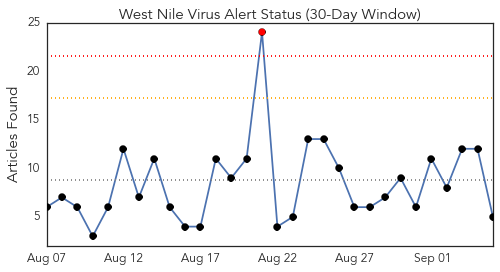 West Nile Virus Alert Status (30-Day Window)
Articles Found
25
20
15
10
5
Aug 07
Aug 12
Aug 17
Aug 22
Aug 27
Sep 01